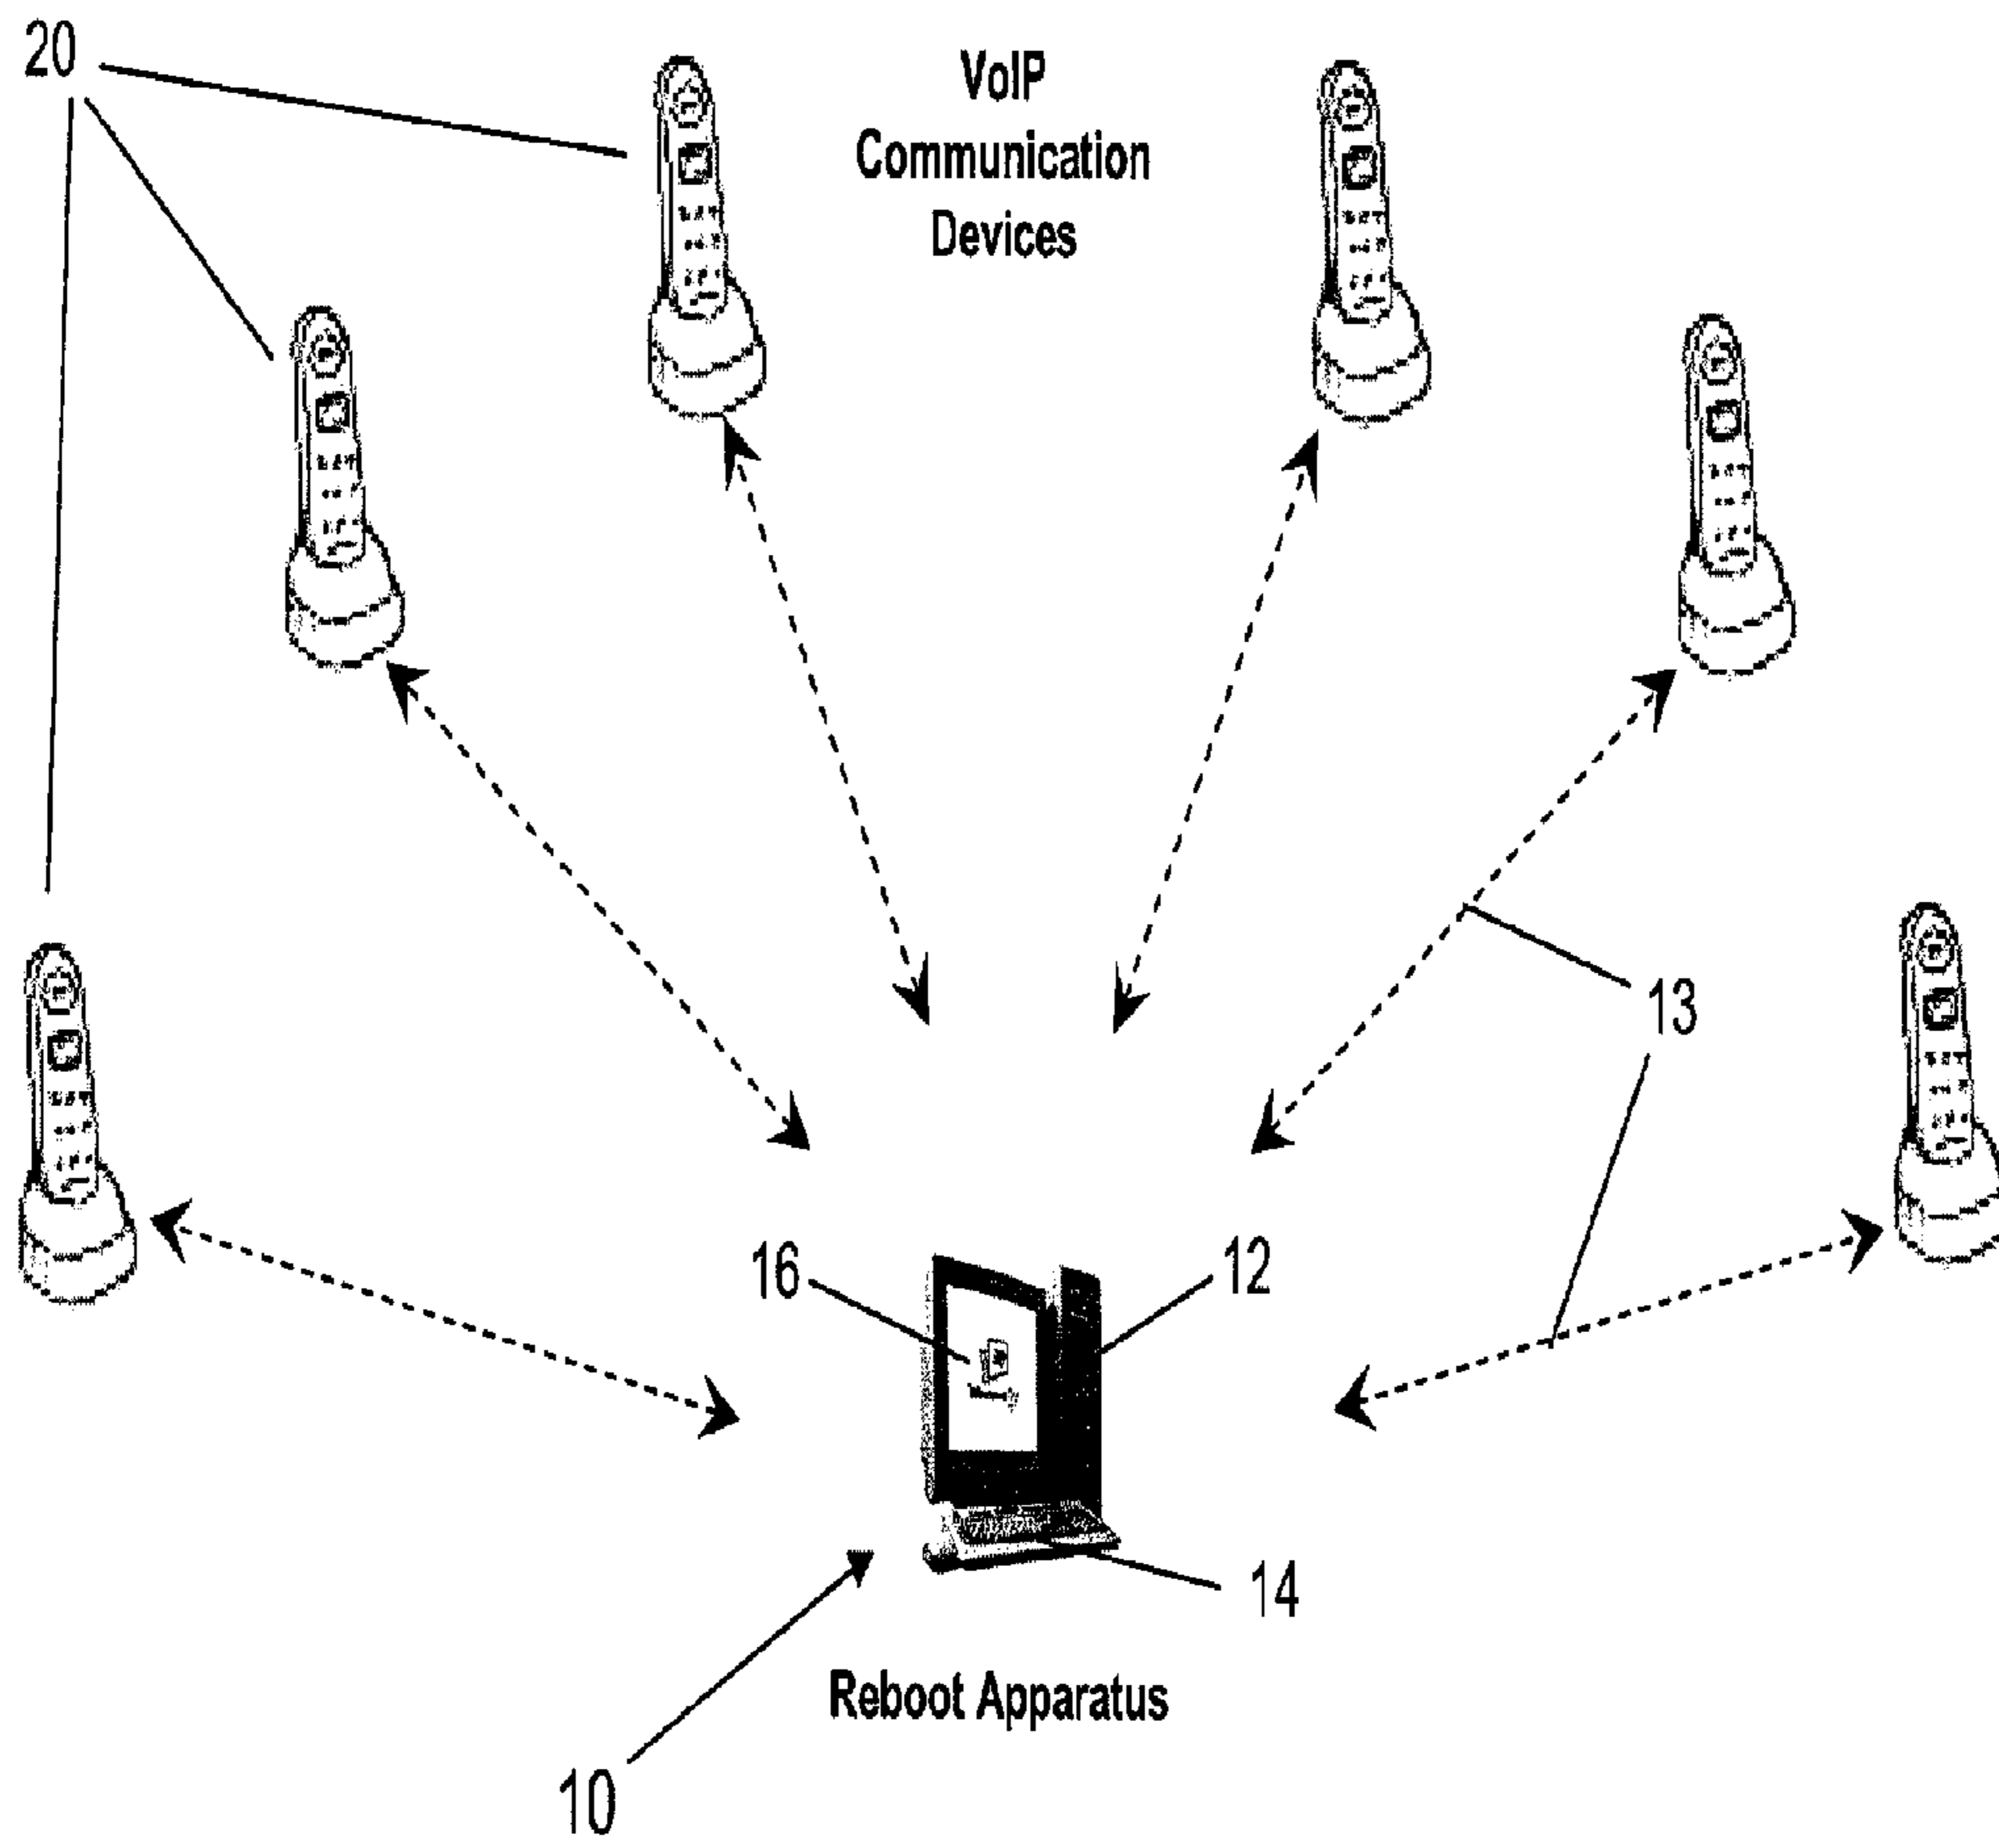 20
VoIP
Communication
Devices
13
16
12
14
Reboot Apparatus
10